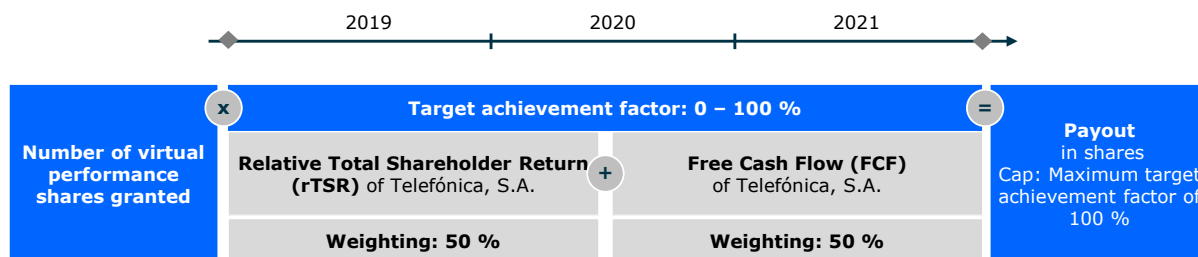 2019 2020 2021
x
Target achievement factor: 0 – 100 %
=
Number of virtual
performance
shares granted
Relative Total Shareholder Return
(rTSR) of Telefónica, S.A.
+
Free Cash Flow (FCF)
of Telefónica, S.A.
Weighting: 50 %
Weighting: 50 %
Payout
in shares
Cap: Maximum target
achievement factor of
100 %